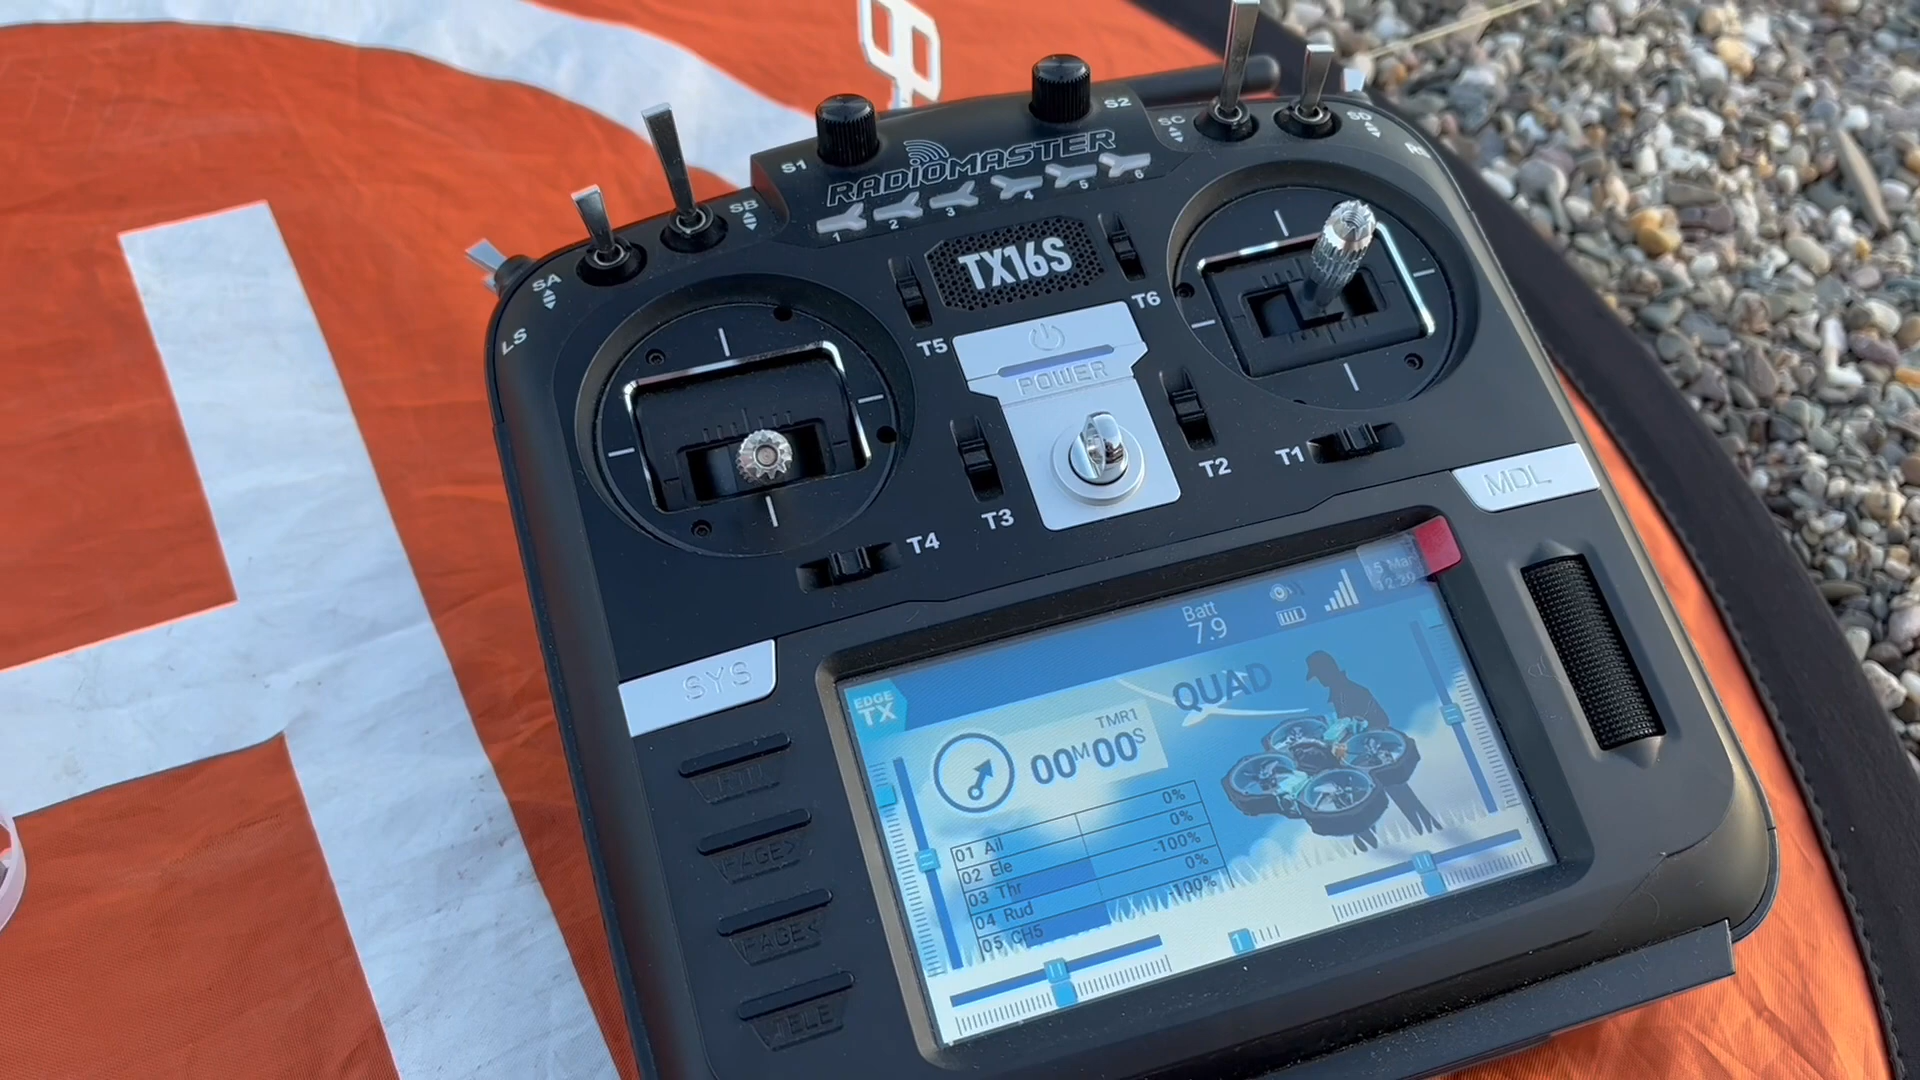 S1
S2
SC
SD
RADIOMASTER
1 2 3 4 5 6
SB
SA
LS
TX16S
T5
T6
POWER
T3
T2
T1
T4
MDL
SYS
RTN
PAGE>
PAGE<
TELE
EDGE
TX
Batt
7.9
QUAD
TMR1
00M00S
01 Ail 0%
02 Ele 0%
03 Thr -100%
04 Rud 0%
05 CH5 -100%